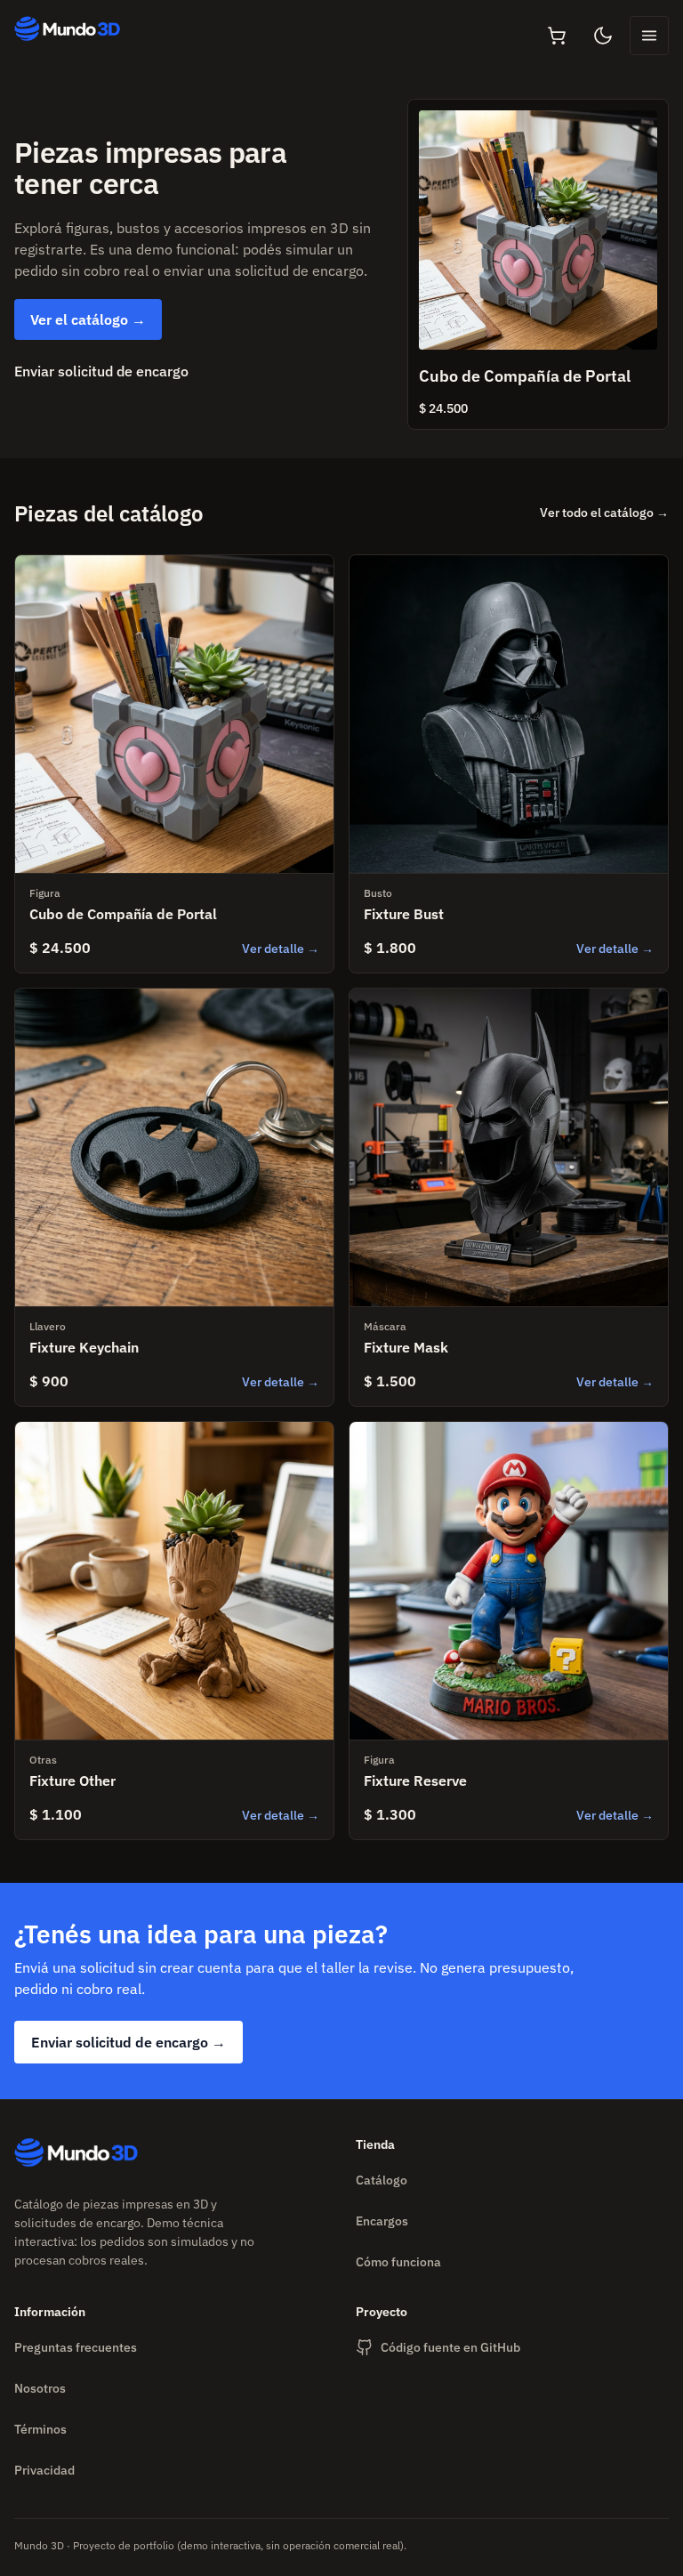 Mundo3D
Piezas impresas para
tener cerca
Explorá figuras, bustos y accesorios impresos en 3D sin
registrarte. Es una demo funcional: podés simular un
pedido sin cobro real o enviar una solicitud de encargo.
Ver el catálogo →
Enviar solicitud de encargo
Keysonic
Cubo de Compañía de Portal
$ 24.500
Piezas del catálogo
Ver todo el catálogo →
DELL
Keysonic
DARTH VADER
Figura
Cubo de Compañía de Portal
$ 24.500
Ver detalle →
Busto
Fixture Bust
$ 1.800
Ver detalle →
Llavero
Fixture Keychain
$ 900
Ver detalle →
Máscara
Fixture Mask
$ 1.500
Ver detalle →
?
MARIO BROS.
Otras
Fixture Other
$ 1.100
Ver detalle →
Figura
Fixture Reserve
$ 1.300
Ver detalle →
¿Tenés una idea para una pieza?
Enviá una solicitud sin crear cuenta para que el taller la revise. No genera presupuesto,
pedido ni cobro real.
Enviar solicitud de encargo →
Mundo3D
Catálogo de piezas impresas en 3D y
solicitudes de encargo. Demo técnica
interactiva: los pedidos son simulados y no
procesan cobros reales.
Tienda
Catálogo
Encargos
Cómo funciona
Información
Preguntas frecuentes
Nosotros
Términos
Privacidad
Proyecto
Código fuente en GitHub
Mundo 3D · Proyecto de portfolio (demo interactiva, sin operación comercial real).